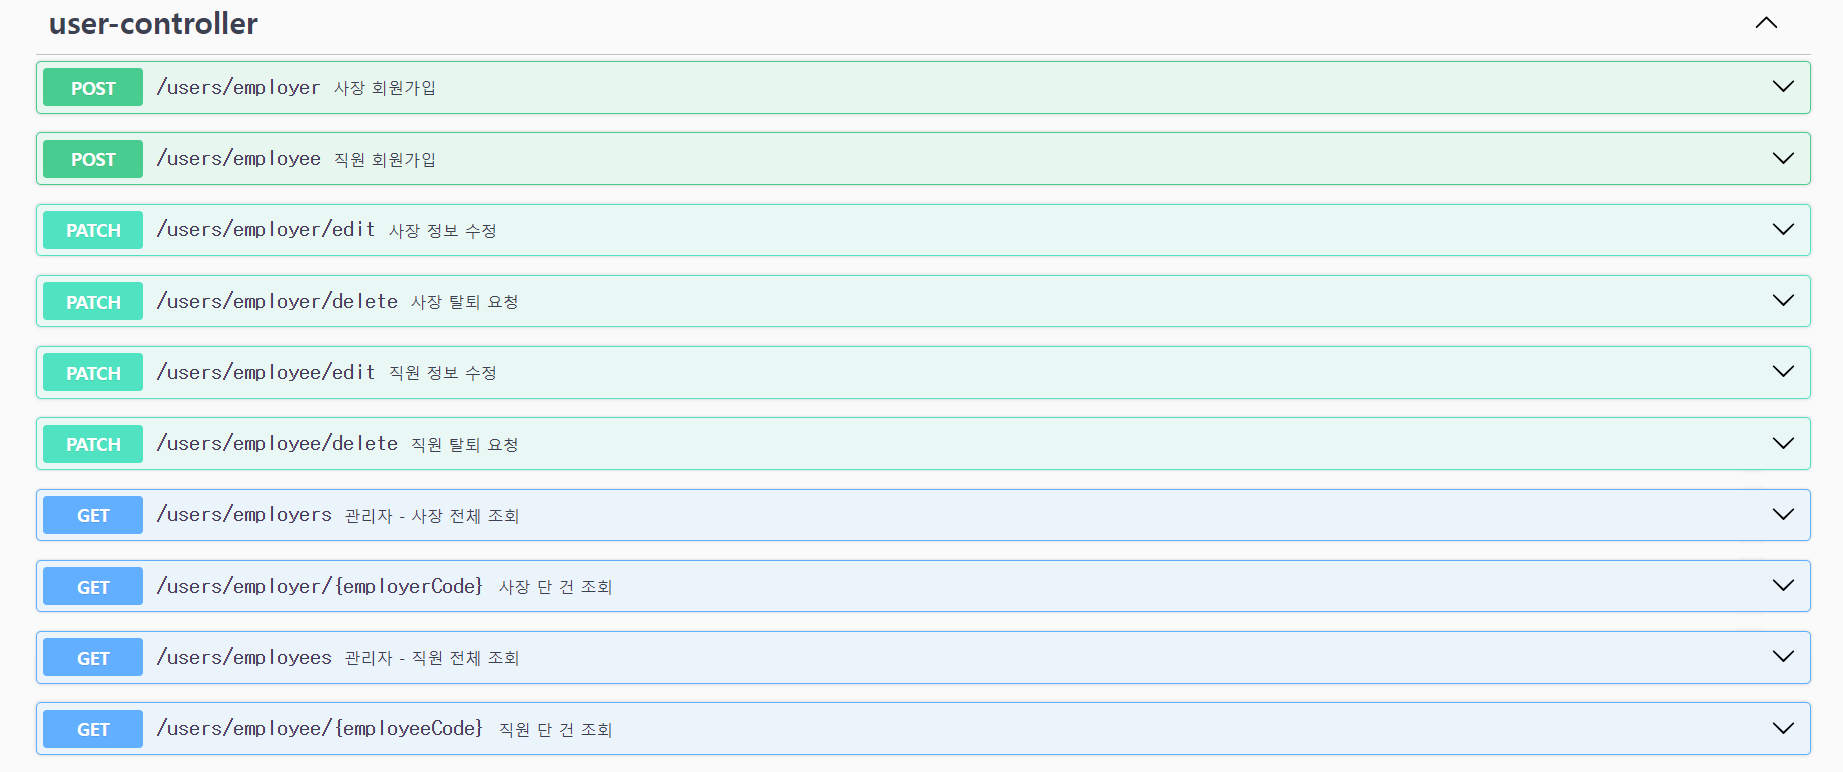 user-controller
POST /users/employer 사장 회원가입
POST /users/employee 직원 회원가입
PATCH /users/employer/edit 사장 정보 수정
PATCH /users/employer/delete 사장 탈퇴 요청
PATCH /users/employee/edit 직원 정보 수정
PATCH /users/employee/delete 직원 탈퇴 요청
GET /users/employers 관리자 - 사장 전체 조회
GET /users/employer/{employerCode} 사장 단 건 조회
GET /users/employees 관리자 - 직원 전체 조회
GET /users/employee/{employeeCode} 직원 단 건 조회